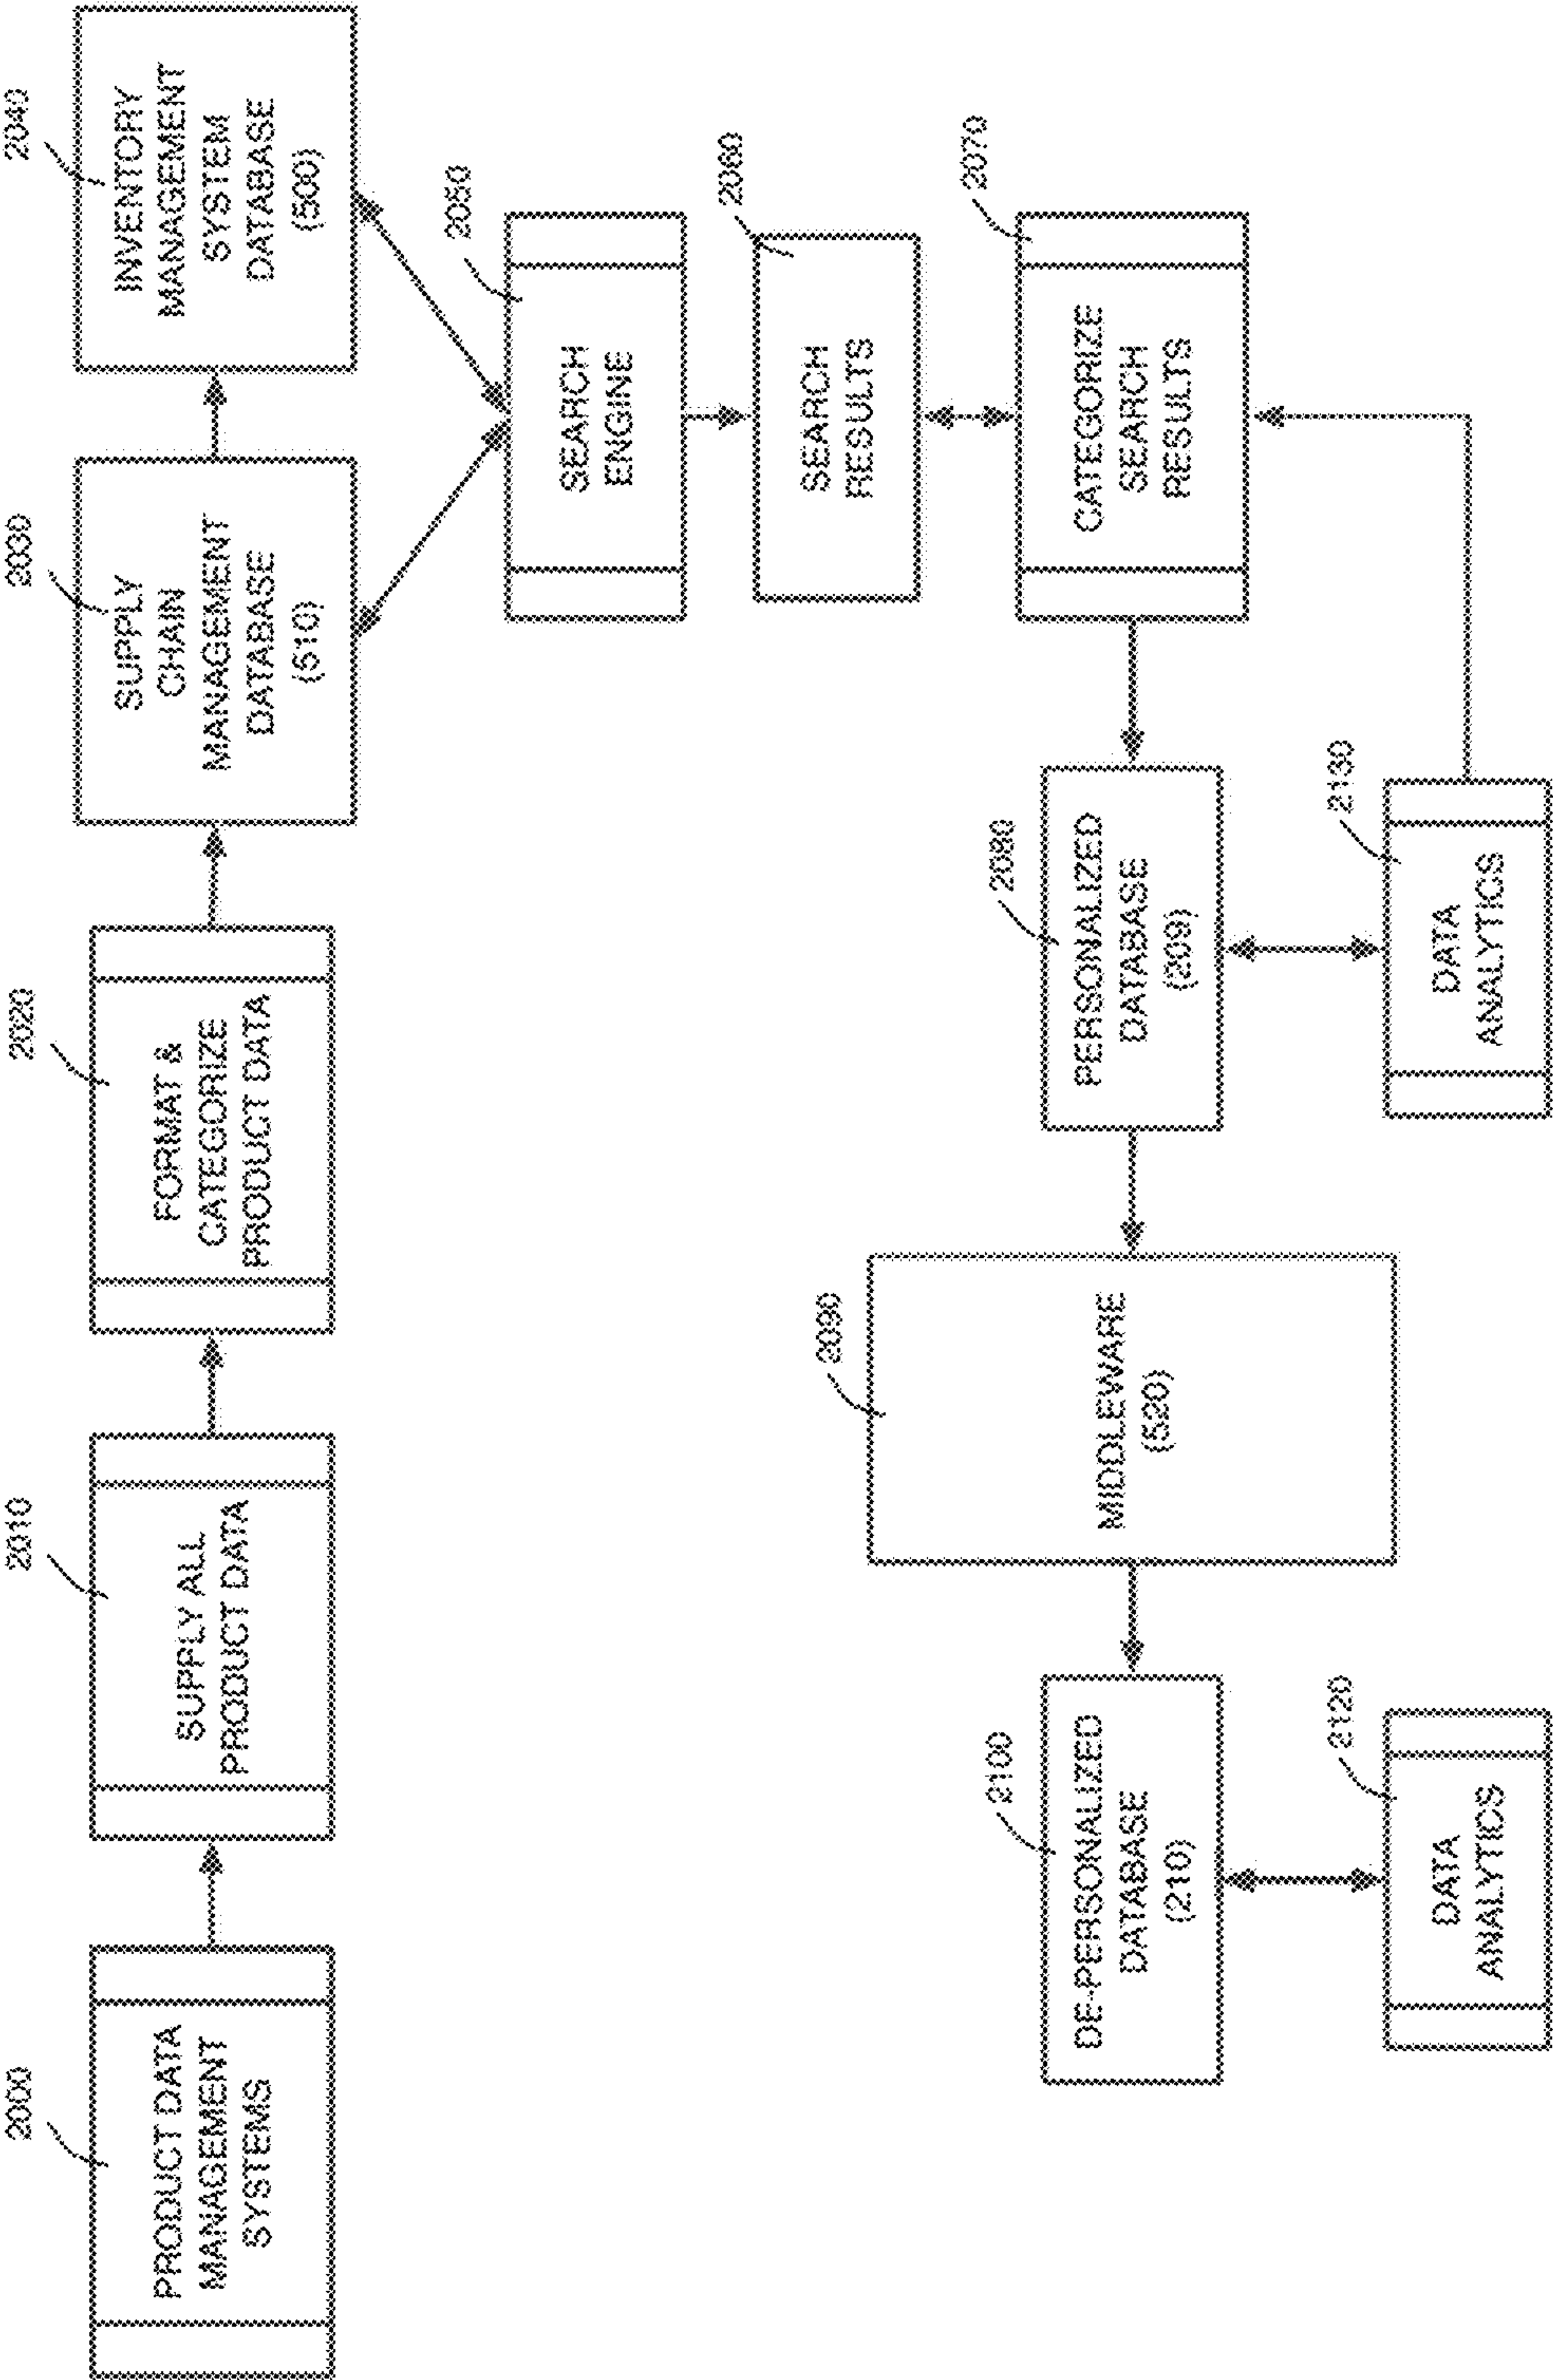 2000
PRODUCT DATA
MANAGEMENT
SYSTEMS
2010
SUPPLY ALL
PRODUCT DATA
2020
FORMAT &
CATEGORIZE
PRODUCT DATA
2030
SUPPLY
CHAIN
MANAGEMENT
DATABASE
(510)
2040
INVENTORY
MANAGEMENT
SYSTEM
DATABASE
(500)
2050
SEARCH
ENGINE
2060
SEARCH
RESULTS
2070
CATEGORIZE
SEARCH
RESULTS
2080
PERSONALIZED
DATABASE
(209)
2090
MIDDLEWARE
(520)
2100
DE-PERSONALIZED
DATABASE
(210)
2120
DATA
ANALYTICS
2130
DATA
ANALYTICS